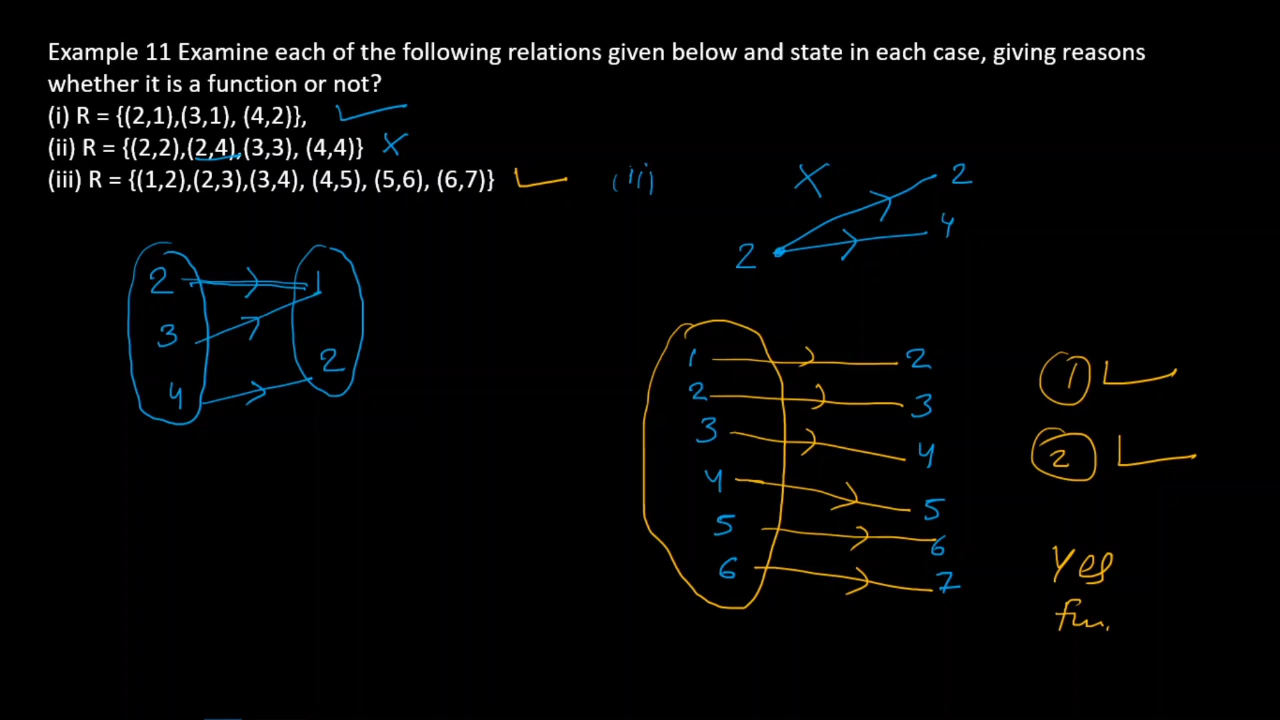 Example 11 Examine each of the following relations given below and state in each case, giving reasons
whether it is a function or not?
(i) R = {(2,1),(3,1), (4,2)},
(ii) R = {(2,2),(2,4),(3,3), (4,4)}
(iii) R = {(1,2),(2,3),(3,4), (4,5), (5,6), (6,7)}
(ii)
2
4
2
2
3
4
1
2
1
2
3
4
5
6
2
3
4
5
6
7
1
2
Yes
fun.